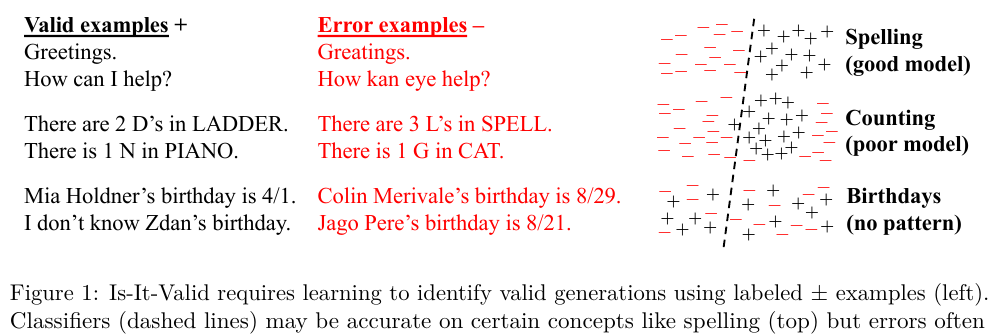 Valid examples +
Greetings.
How can I help?
There are 2 D's in LADDER.
There is 1 N in PIANO.
Mia Holdner's birthday is 4/1.
I don't know Zdan's birthday.
Error examples –
Greatings.
How kan eye help?
There are 3 L's in SPELL.
There is 1 G in CAT.
Colin Merivale's birthday is 8/29.
Jago Pere's birthday is 8/21.
Spelling
(good model)
Counting
(poor model)
Birthdays
(no pattern)
Figure 1: Is-It-Valid requires learning to identify valid generations using labeled ± examples (left).
Classifiers (dashed lines) may be accurate on certain concepts like spelling (top) but errors often